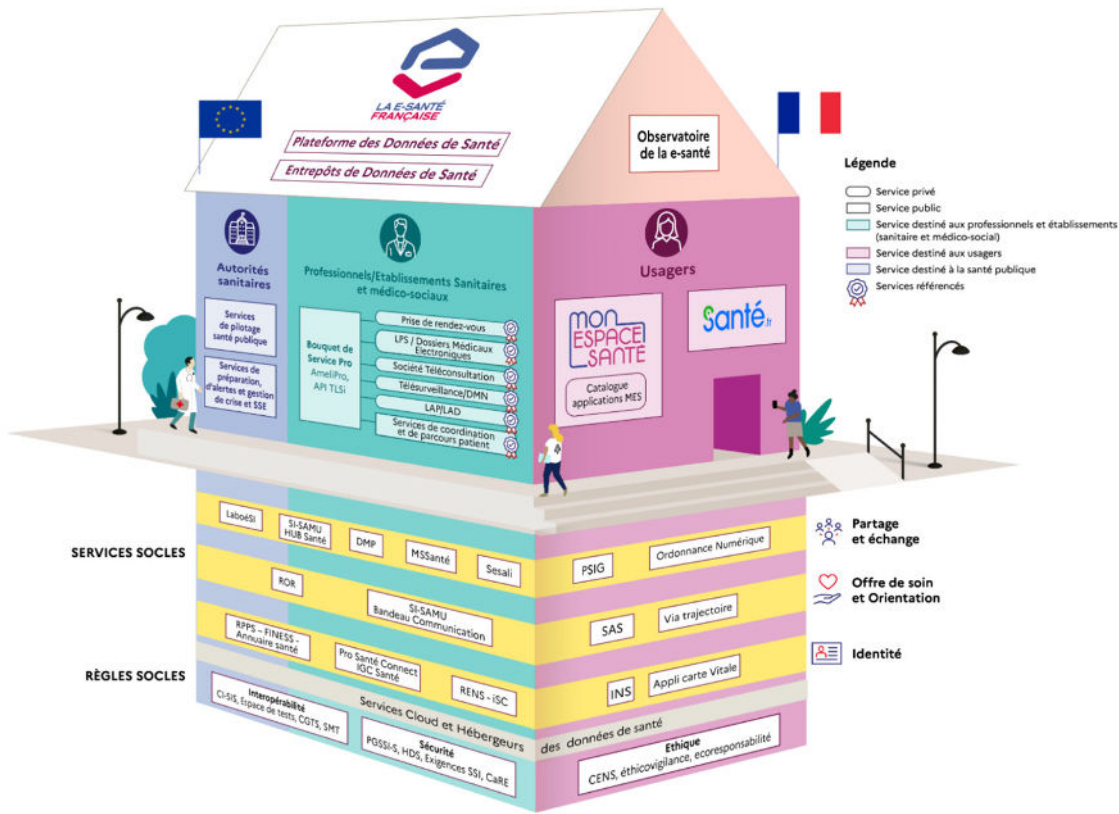 LA E-SANTÉ
FRANÇAISE
Plateforme des Données de Santé
Entrepôts de Données de Santé
Observatoire
de la e-santé
Légende
Service privé
Service public
Service destiné aux professionnels et établissements
(sanitaire et médico-social)
Service destiné aux usagers
Service destiné à la santé publique
Services référencés
Autorités
sanitaires
Services
de pilotage
santé publique
Services de
préparation,
d'alertes et gestion
de crise et SSE
Professionnels/Etablissements Sanitaires
et médico-sociaux
Bouquet de
Service Pro
AmeliPro,
API TLSi
Prise de rendez-vous
LPS / Dossiers Médicaux
Electroniques
Société Téléconsultation
Télésurveillance/DMN
LAP/LAD
Services de coordination
et de parcours patient
Usagers
MON
ESPACE
SANTÉ
Catalogue
applications MES
Santé.fr
SERVICES SOCLES
LaboéSI
SI-SAMU
HUB Santé
DMP
MSSanté
Sesali
PSIG
Ordonnance Numérique
Partage
et échange
ROR
SI-SAMU
Bandeau Communication
SAS
Via trajectoire
Offre de soin
et Orientation
RPPS – FINESS -
Annuaire santé
Pro Santé Connect
IGC Santé
RENS - iSC
INS
Appli carte Vitale
Identité
RÈGLES SOCLES
Services Cloud et Hébergeurs des données de santé
Interopérabilité
CI-SIS, Espace de tests, CGTS, SMT
Sécurité
PGSSI-S, HDS, Exigences SSI, CaRE
Ethique
CENS, éthicovigilance, ecoresponsabilité